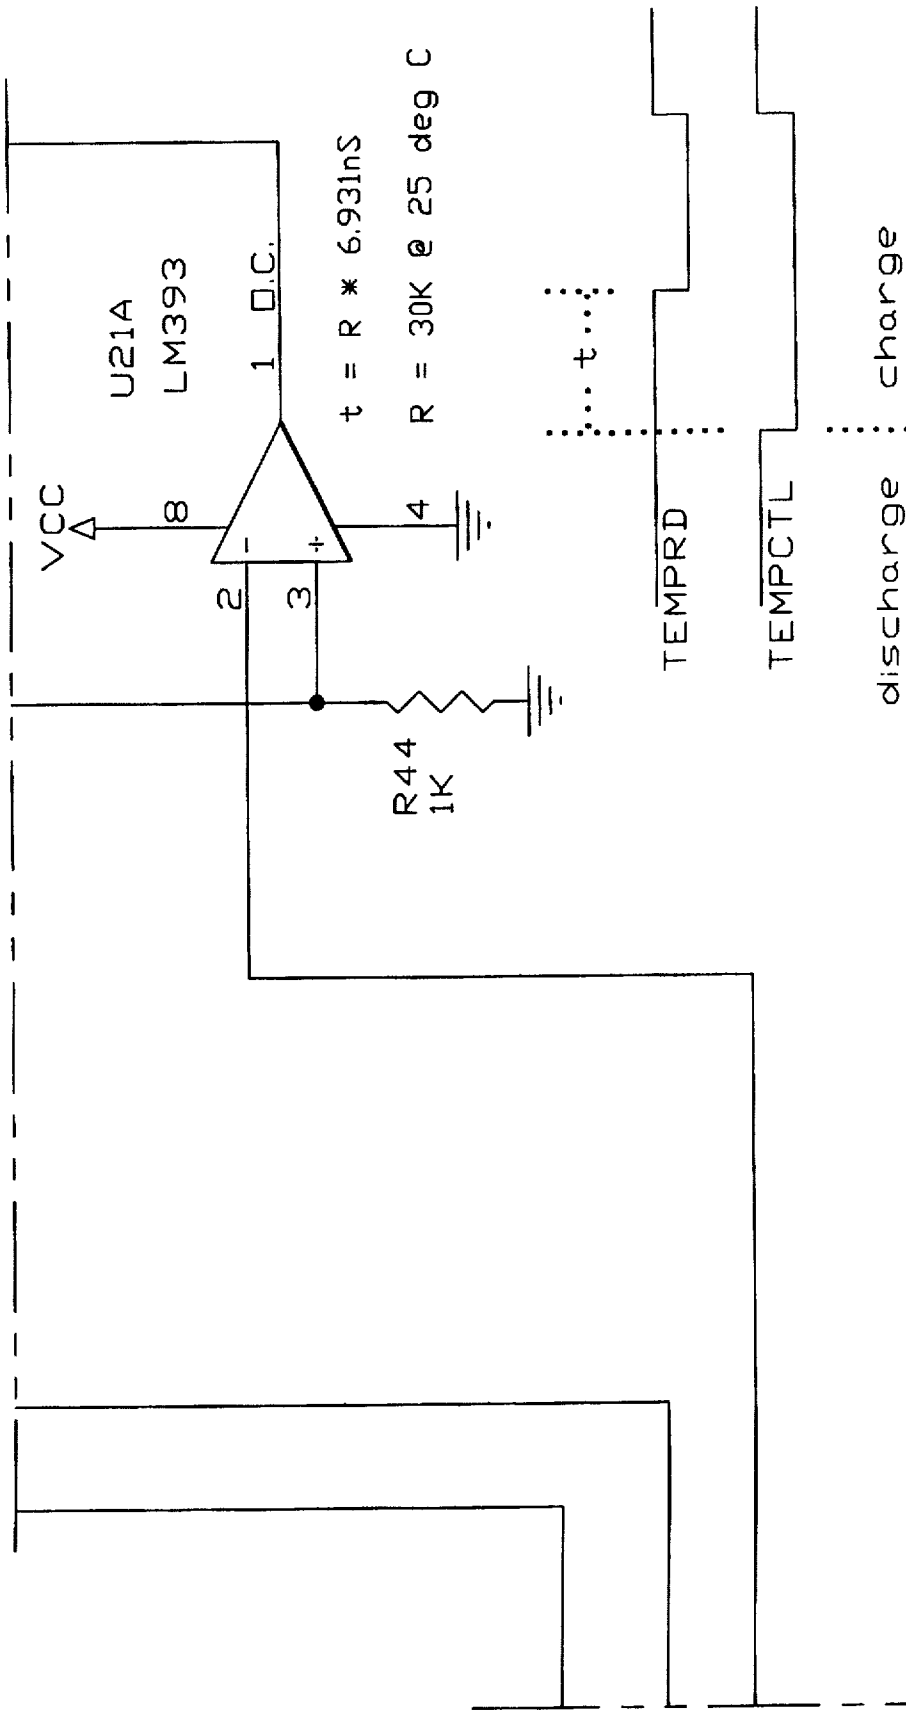 VCC
U21A
LM393
8
2
-
3
+
1 O.C.
4
R44
1K
t = R * 6.931nS
R = 30K @ 25 deg C
t
TEMPRD
TEMPCTL
discharge
charge